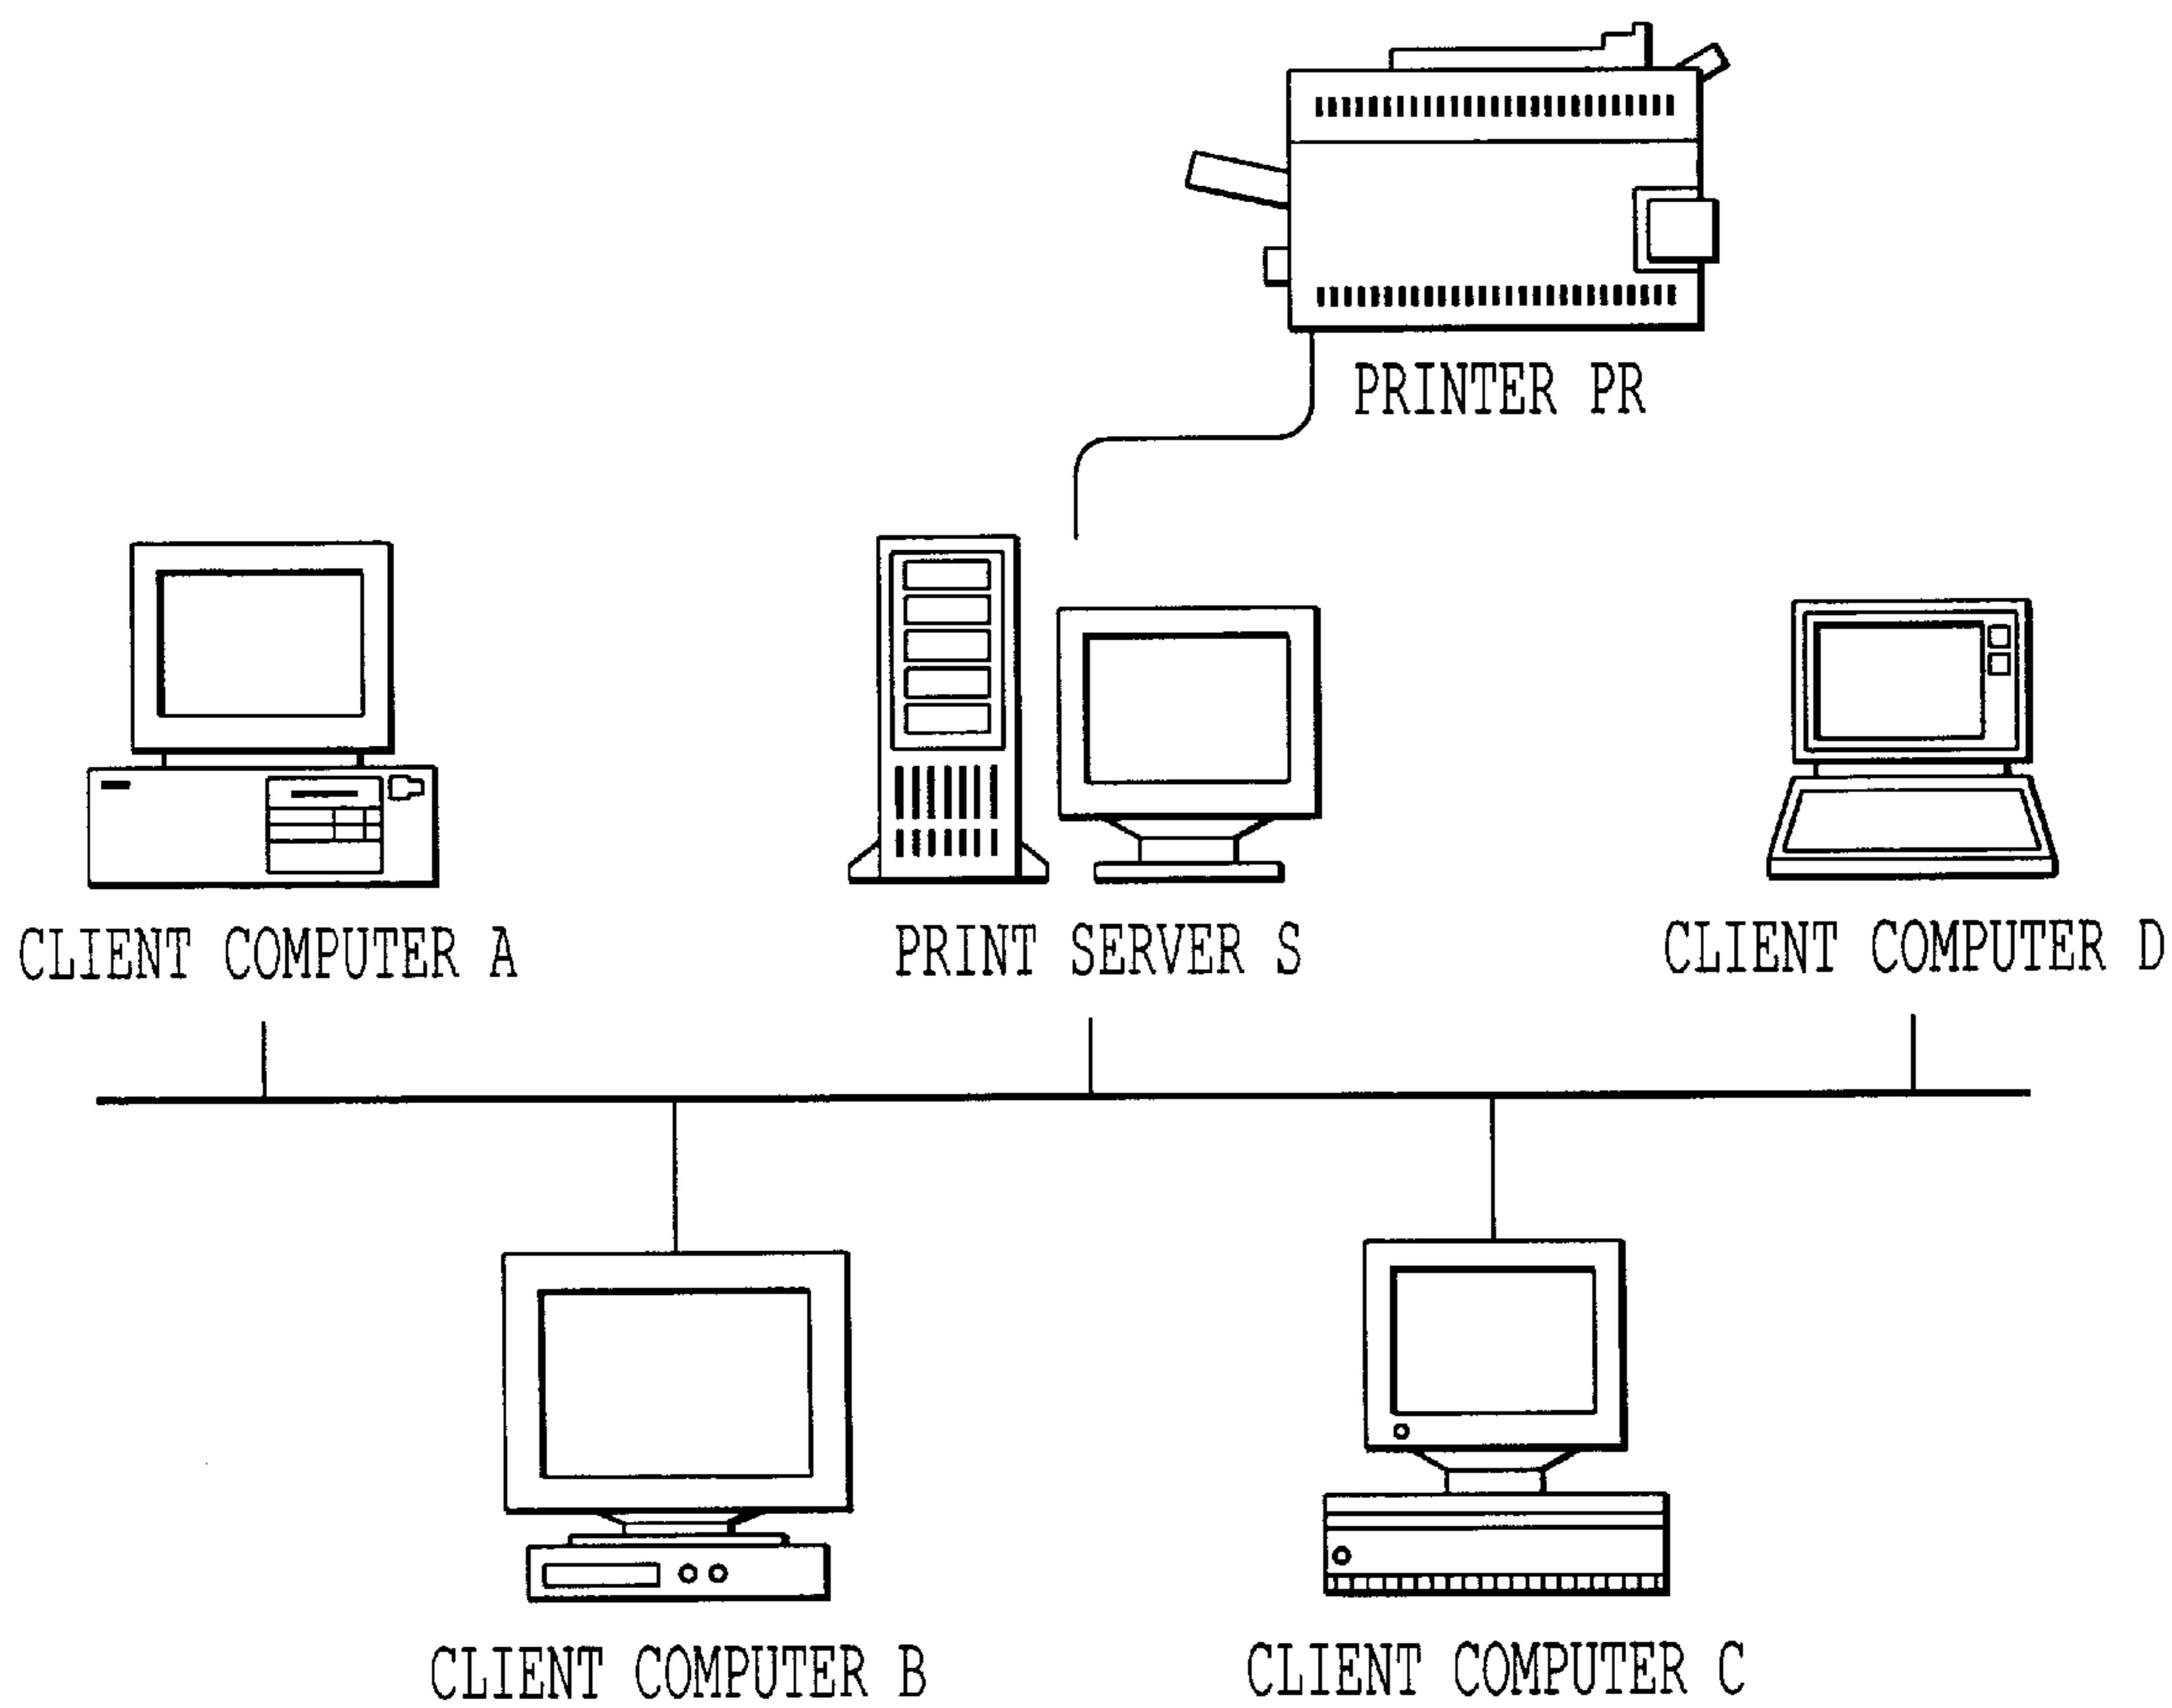 PRINTER PR
CLIENT COMPUTER A
PRINT SERVER S
CLIENT COMPUTER D
CLIENT COMPUTER B
CLIENT COMPUTER C